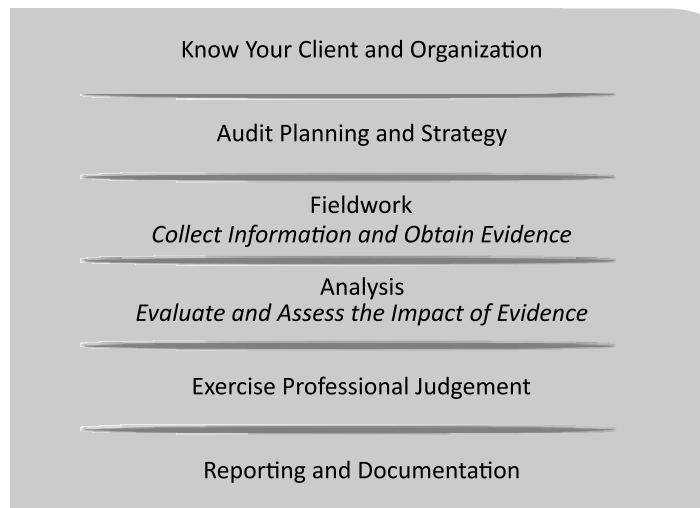 Know Your Client and Organization
Audit Planning and Strategy
Fieldwork
Collect Information and Obtain Evidence
Analysis
Evaluate and Assess the Impact of Evidence
Exercise Professional Judgement
Reporting and Documentation